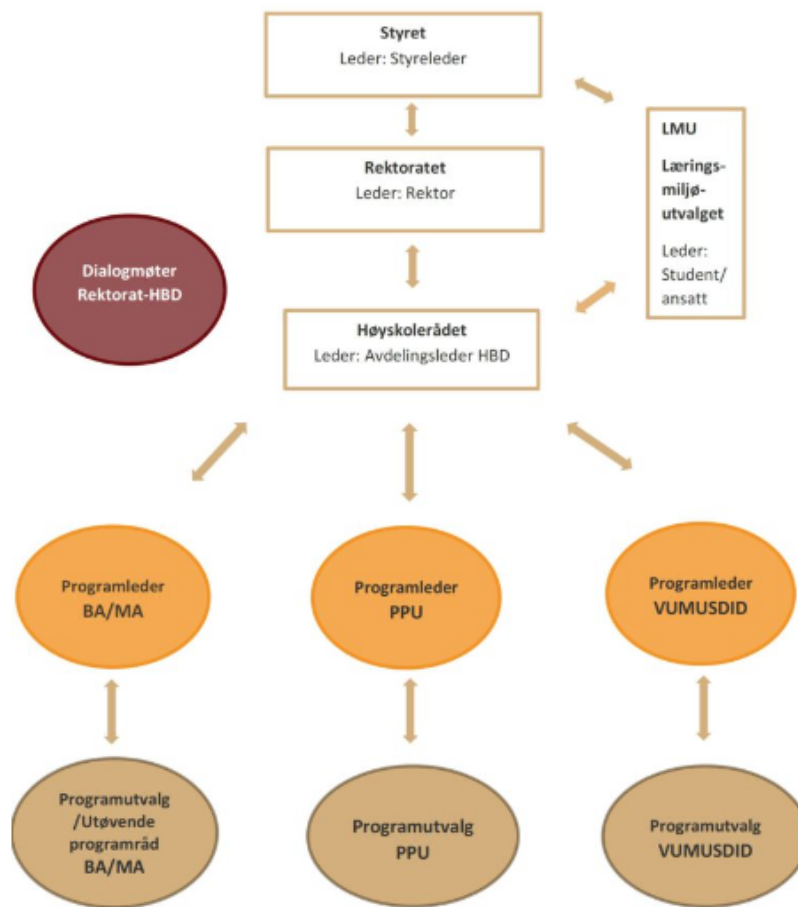 Styret
Leder: Styreleder
LMU
Lærings-
miljø-
utvalget
Leder:
Student/
ansatt
Rektoratet
Leder: Rektor
Dialogmøter
Rektorat-HBD
Høyskolerådet
Leder: Avdelingsleder HBD
Programleder
BA/MA
Programleder
PPU
Programleder
VUMUSDID
Programutvalg
/Utøvende
programråd
BA/MA
Programutvalg
PPU
Programutvalg
VUMUSDID